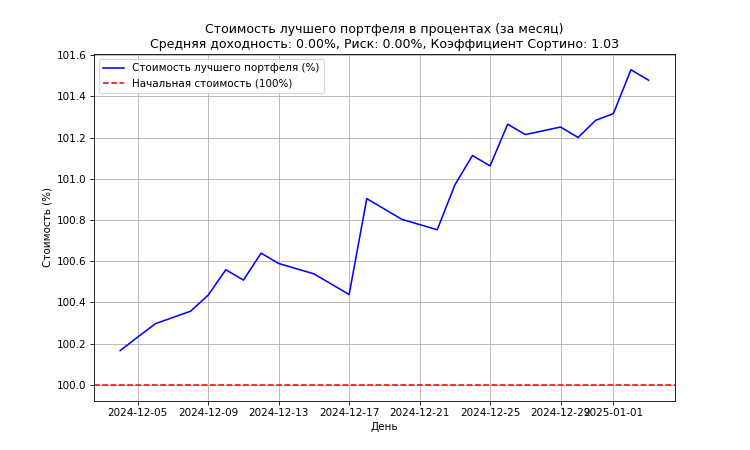 Стоимость лучшего портфеля в процентах (за месяц)
Средняя доходность: 0.00%, Риск: 0.00%, Коэффициент Сортино: 1.03
Стоимость лучшего портфеля (%)
Начальная стоимость (100%)
Стоимость (%)
101.6
101.4
101.2
101.0
100.8
100.6
100.4
100.2
100.0
2024-12-05 2024-12-09 2024-12-13 2024-12-17 2024-12-21 2024-12-25 2024-12-29 2025-01-01
День